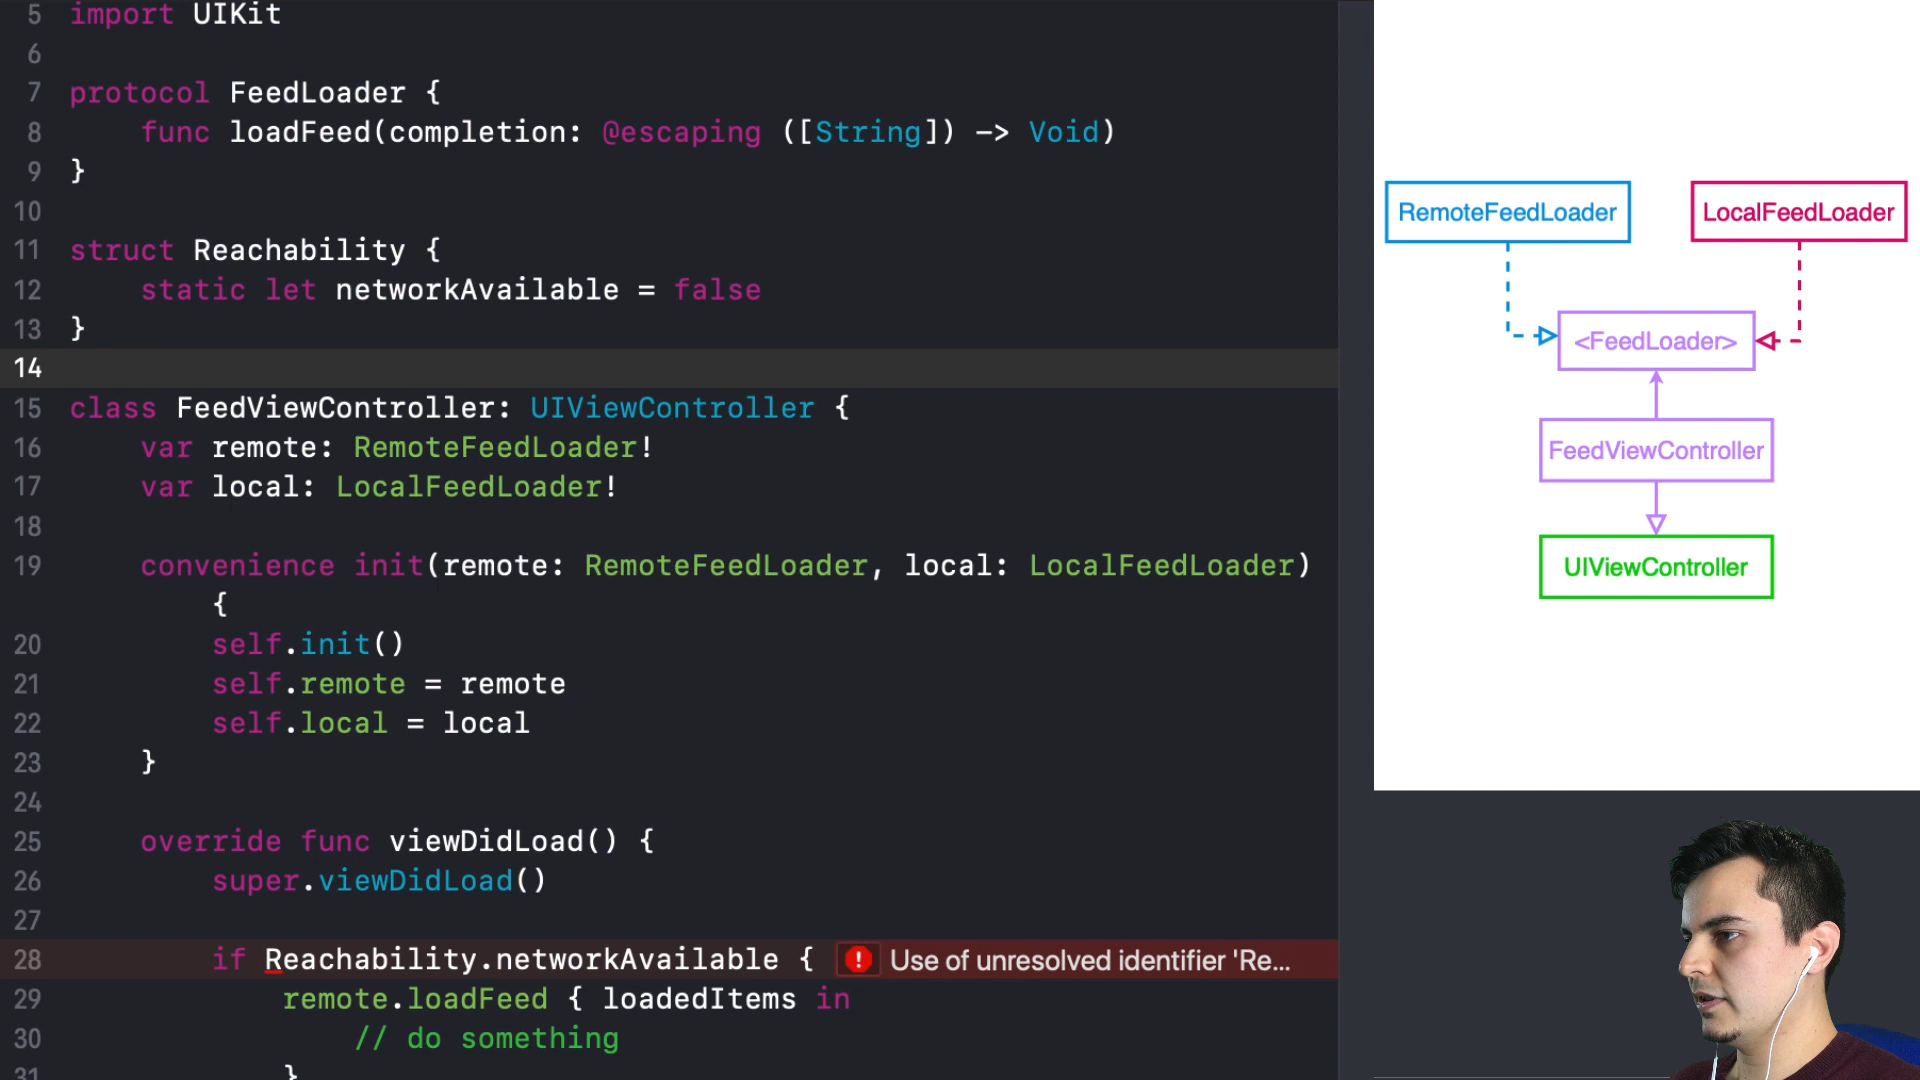 5 import UIKit
6
7 protocol FeedLoader {
8 func loadFeed(completion: @escaping ([String]) -> Void)
9 }
10
11 struct Reachability {
12 static let networkAvailable = false
13 }
14
15 class FeedViewController: UIViewController {
16 var remote: RemoteFeedLoader!
17 var local: LocalFeedLoader!
18
19 convenience init(remote: RemoteFeedLoader, local: LocalFeedLoader)
{
20 self.init()
21 self.remote = remote
22 self.local = local
23 }
24
25 override func viewDidLoad() {
26 super.viewDidLoad()
27
28 if Reachability.networkAvailable { Use of unresolved identifier 'Re...
29 remote.loadFeed { loadedItems in
30 // do something
31 }
RemoteFeedLoader
LocalFeedLoader
<FeedLoader>
FeedViewController
UIViewController